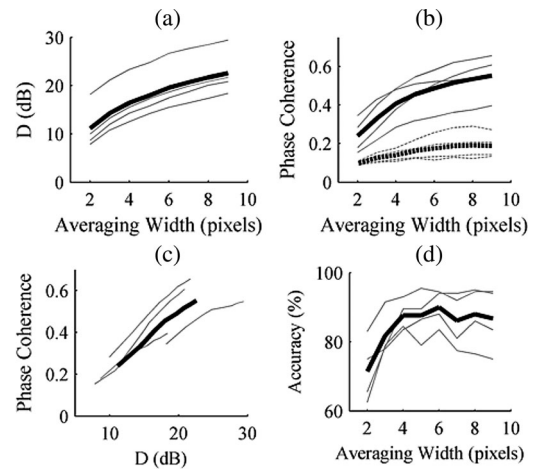 (a)
30
20
10
0
D (dB)
2 4 6 8 10
Averaging Width (pixels)
(b)
0.6
0.4
0.2
0
Phase Coherence
2 4 6 8 10
Averaging Width (pixels)
(c)
0.6
0.4
0.2
0
Phase Coherence
10 20 30
D (dB)
(d)
100
80
60
Accuracy (%)
2 4 6 8 10
Averaging Width (pixels)